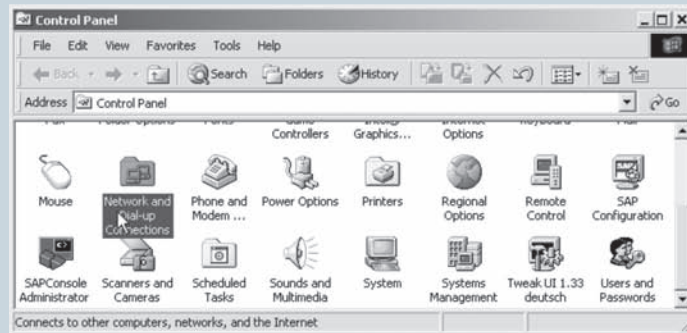 Control Panel
File Edit View Favorites Tools Help
Back Search Folders History
Address Control Panel Go
Controllers Graphics... Options
Mouse Network and Dial-up Connections Phone and Modem ... Power Options Printers Regional Options Remote Control SAP Configuration
SAPConsole Administrator Scanners and Cameras Scheduled Tasks Sounds and Multimedia System Systems Management Tweak UI 1.33 deutsch Users and Passwords
Connects to other computers, networks, and the Internet